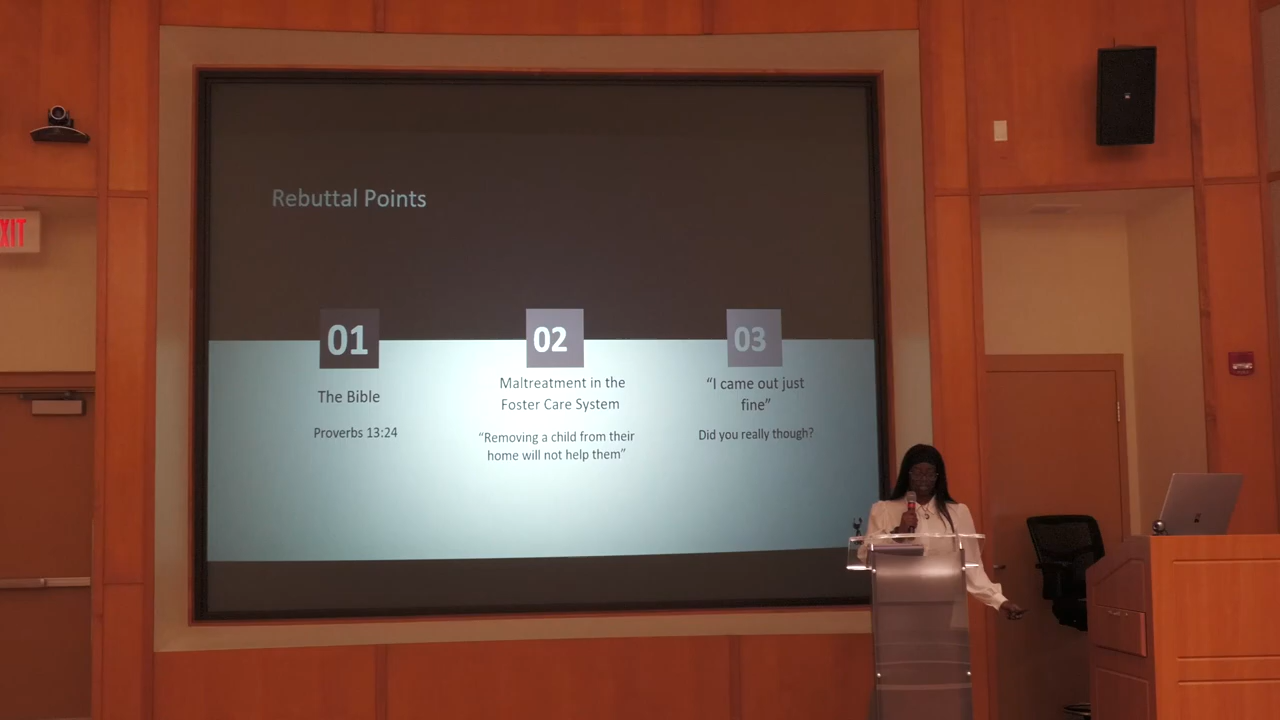 Rebuttal Points
01
The Bible
Proverbs 13:24
02
Maltreatment in the
Foster Care System
“Removing a child from their
home will not help them”
03
“I came out just
fine”
Did you really though?
XIT